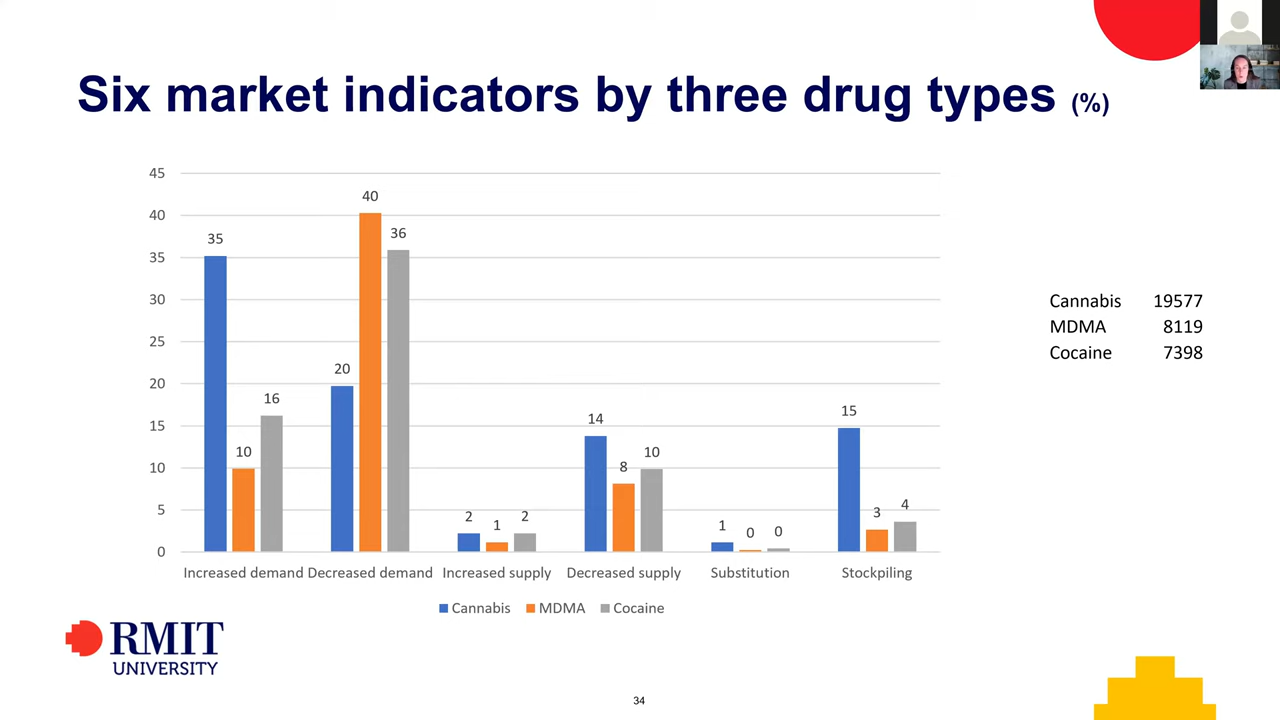 Six market indicators by three drug types (%)
45
40
35
30
25
20
15
10
5
0
35
10
16
20
40
36
2
1
2
14
8
10
1
0
0
15
3
4
Increased demand
Decreased demand
Increased supply
Decreased supply
Substitution
Stockpiling
Cannabis
MDMA
Cocaine
Cannabis 19577
MDMA 8119
Cocaine 7398
RMIT
UNIVERSITY
34